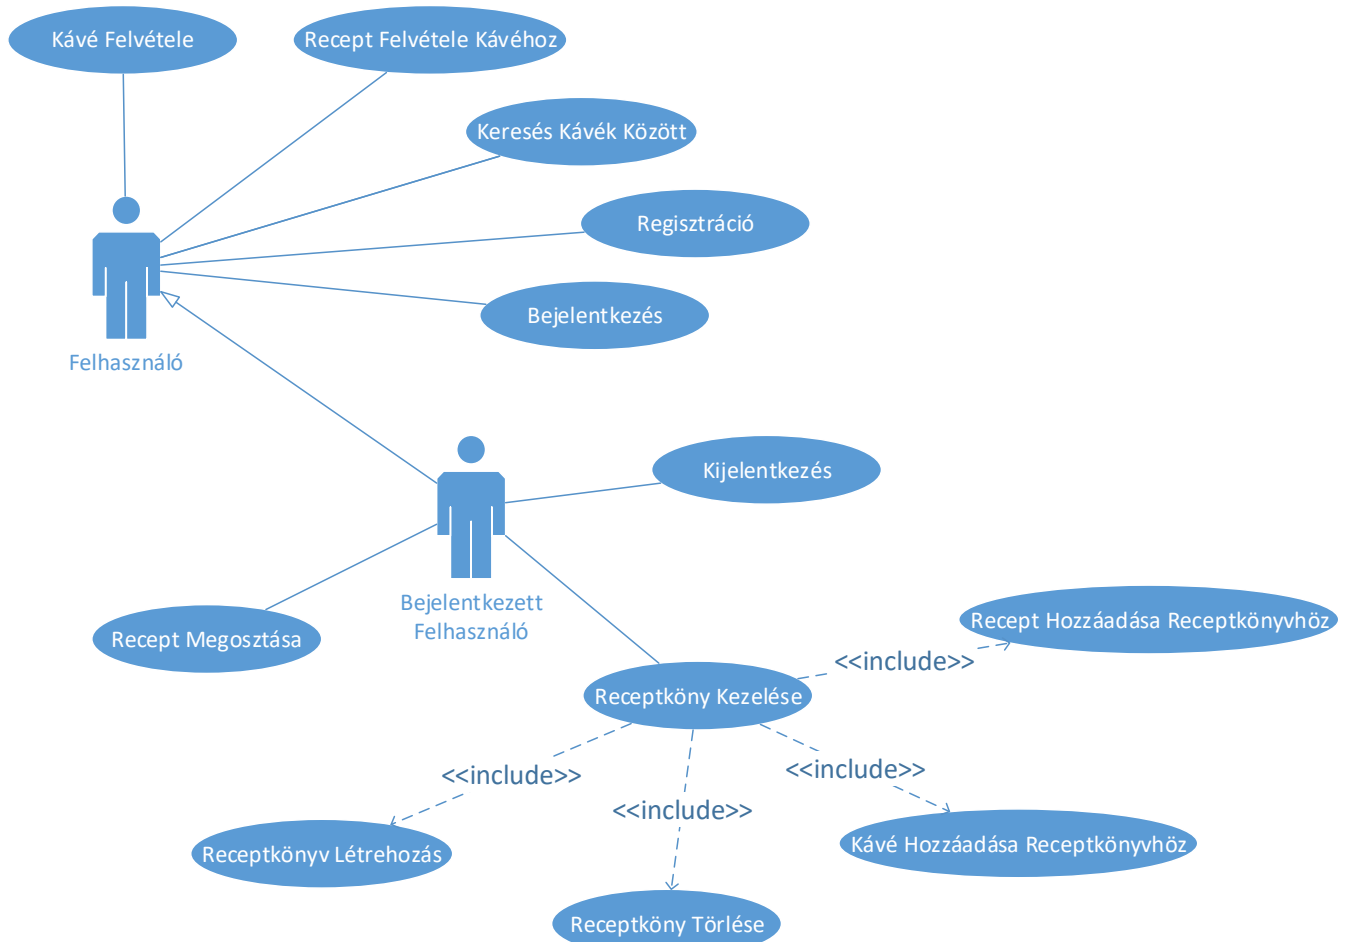 Kávé Felvétele
Recept Felvétele Kávéhoz
Keresés Kávék Között
Regisztráció
Bejelentkezés
Felhasználó
Kijelentkezés
Bejelentkezett
Felhasználó
Recept Megosztása
Recept Hozzáadása Receptkönyvhöz
<<include>>
Receptköny Kezelése
<<include>>
<<include>>
<<include>>
Receptkönyv Létrehozás
Kávé Hozzáadása Receptkönyvhöz
Receptköny Törlése